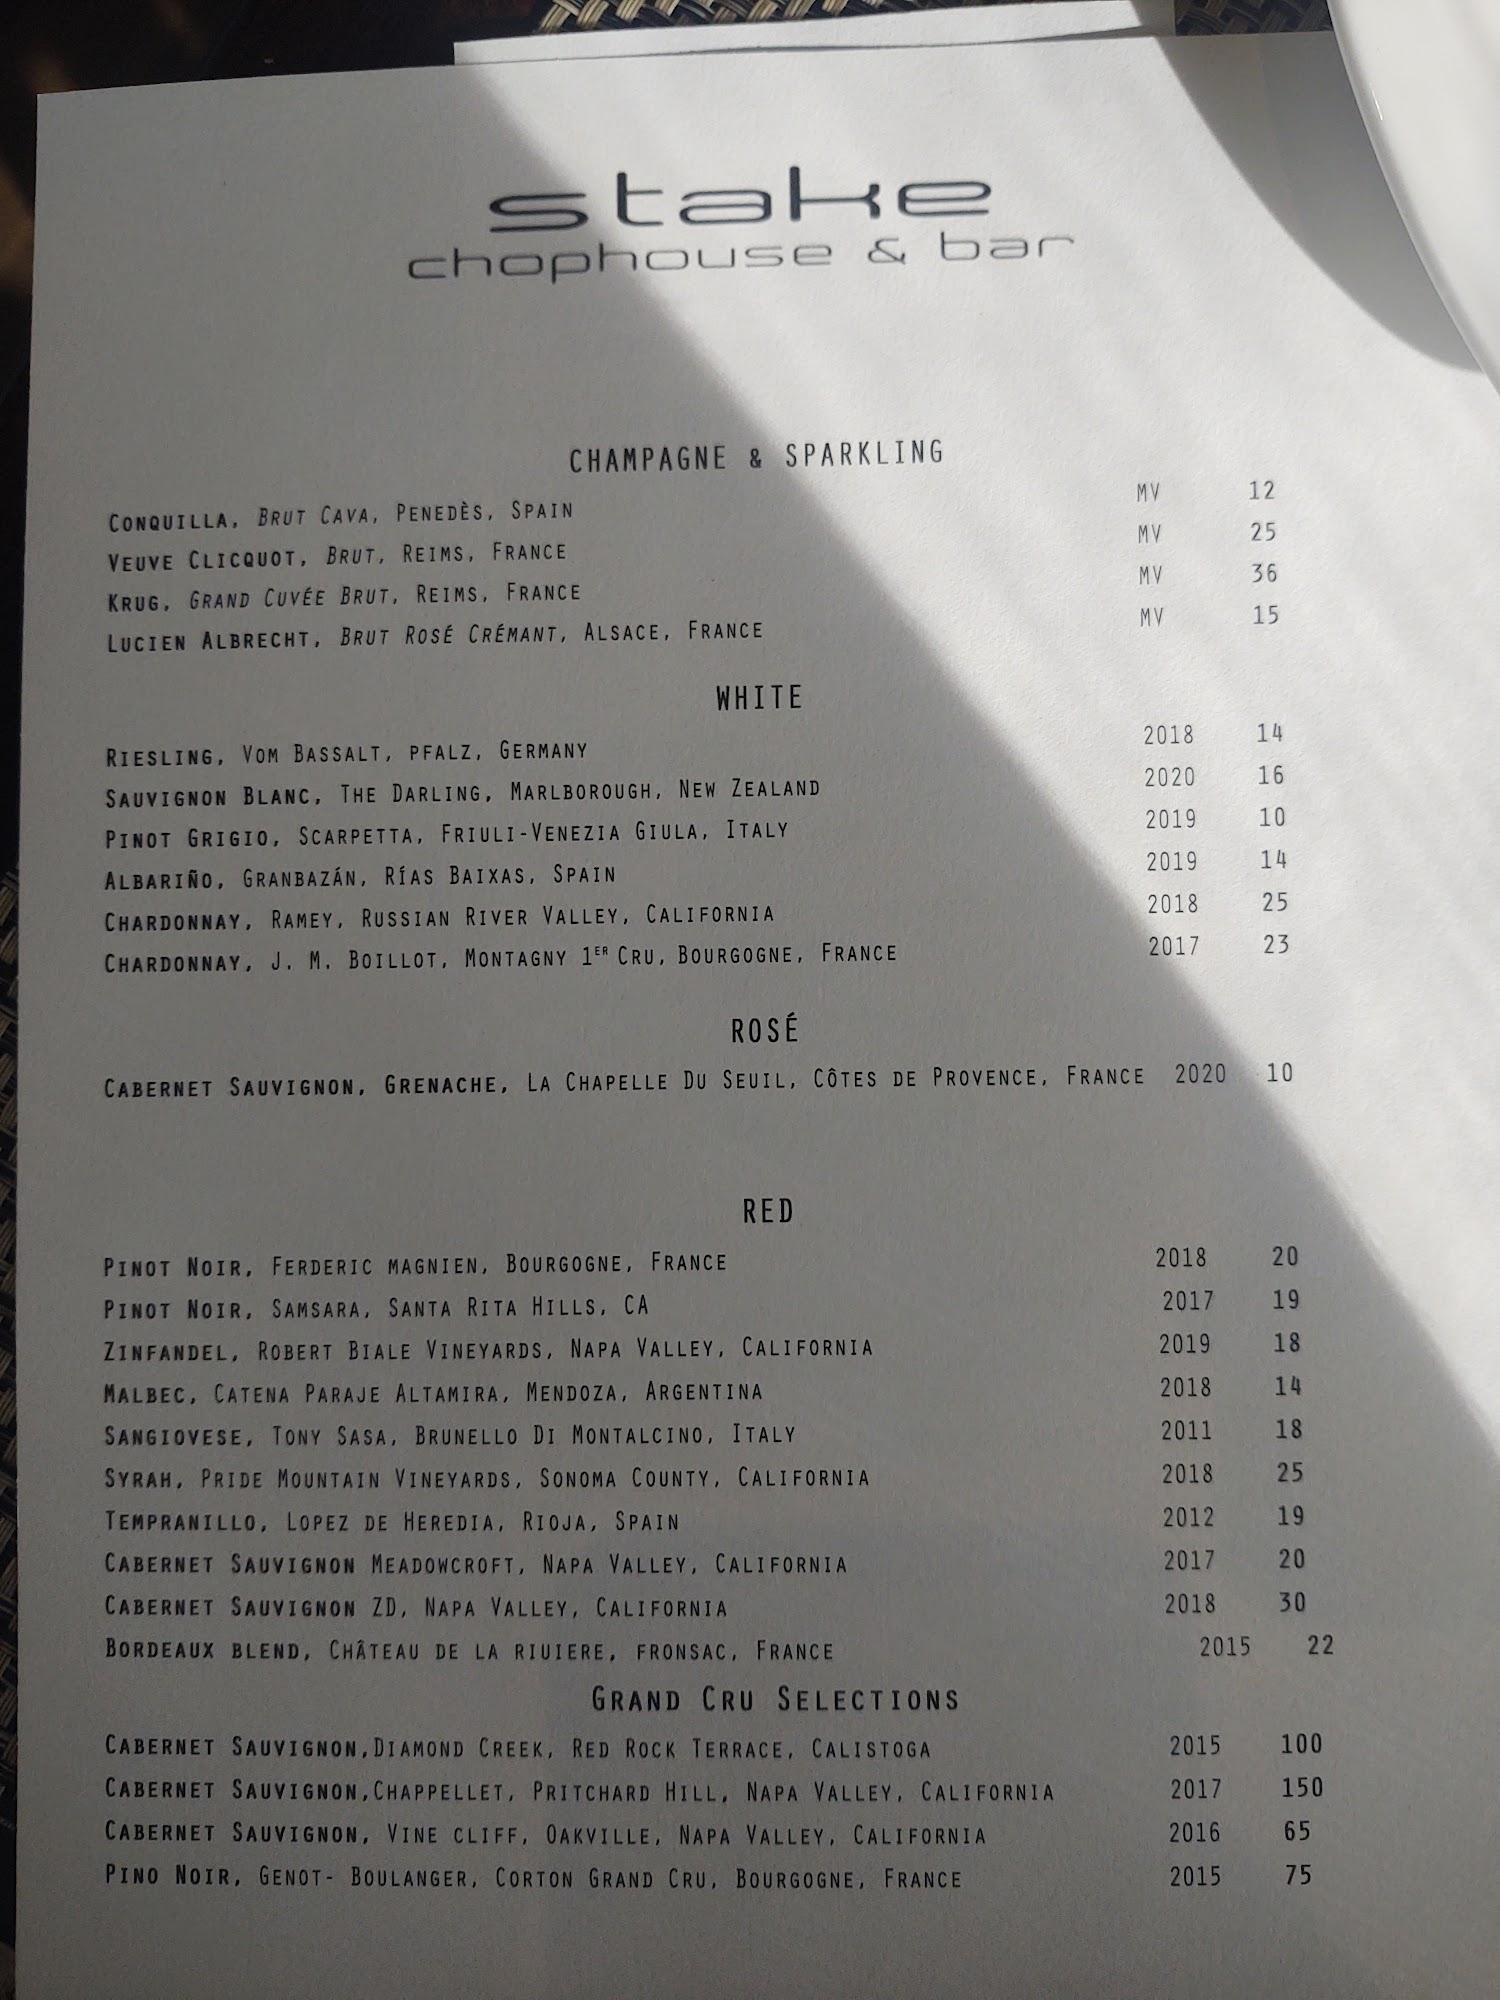 stake
chophouse & bar
CHAMPAGNE & SPARKLING
CONQUILLA, BRUT CAVA, PENEDÈS, SPAIN MV 12
VEUVE CLICQUOT, BRUT, REIMS, FRANCE MV 25
KRUG, GRAND CUVÉE BRUT, REIMS, FRANCE MV 36
LUCIEN ALBRECHT, BRUT ROSÉ CRÉMANT, ALSACE, FRANCE MV 15
WHITE
RIESLING, VOM BASSALT, PFALZ, GERMANY 2018 14
SAUVIGNON BLANC, THE DARLING, MARLBOROUGH, NEW ZEALAND 2020 16
PINOT GRIGIO, SCARPETTA, FRIULI-VENEZIA GIULA, ITALY 2019 10
ALBARIÑO, GRANBAZÁN, RÍAS BAIXAS, SPAIN 2019 14
CHARDONNAY, RAMEY, RUSSIAN RIVER VALLEY, CALIFORNIA 2018 25
CHARDONNAY, J. M. BOILLOT, MONTAGNY 1ER CRU, BOURGOGNE, FRANCE 2017 23
ROSÉ
CABERNET SAUVIGNON, GRENACHE, LA CHAPELLE DU SEUIL, CÔTES DE PROVENCE, FRANCE 2020 10
RED
PINOT NOIR, FERDERIC MAGNIEN, BOURGOGNE, FRANCE 2018 20
PINOT NOIR, SAMSARA, SANTA RITA HILLS, CA 2017 19
ZINFANDEL, ROBERT BIALE VINEYARDS, NAPA VALLEY, CALIFORNIA 2019 18
MALBEC, CATENA PARAJE ALTAMIRA, MENDOZA, ARGENTINA 2018 14
SANGIOVESE, TONY SASA, BRUNELLO DI MONTALCINO, ITALY 2011 18
SYRAH, PRIDE MOUNTAIN VINEYARDS, SONOMA COUNTY, CALIFORNIA 2018 25
TEMPRANILLO, LOPEZ DE HEREDIA, RIOJA, SPAIN 2012 19
CABERNET SAUVIGNON MEADOWCROFT, NAPA VALLEY, CALIFORNIA 2017 20
CABERNET SAUVIGNON ZD, NAPA VALLEY, CALIFORNIA 2018 30
BORDEAUX BLEND, CHÂTEAU DE LA RIUIERE, FRONSAC, FRANCE 2015 22
GRAND CRU SELECTIONS
CABERNET SAUVIGNON,DIAMOND CREEK, RED ROCK TERRACE, CALISTOGA 2015 100
CABERNET SAUVIGNON,CHAPPELLET, PRITCHARD HILL, NAPA VALLEY, CALIFORNIA 2017 150
CABERNET SAUVIGNON, VINE CLIFF, OAKVILLE, NAPA VALLEY, CALIFORNIA 2016 65
PINO NOIR, GENOT- BOULANGER, CORTON GRAND CRU, BOURGOGNE, FRANCE 2015 75